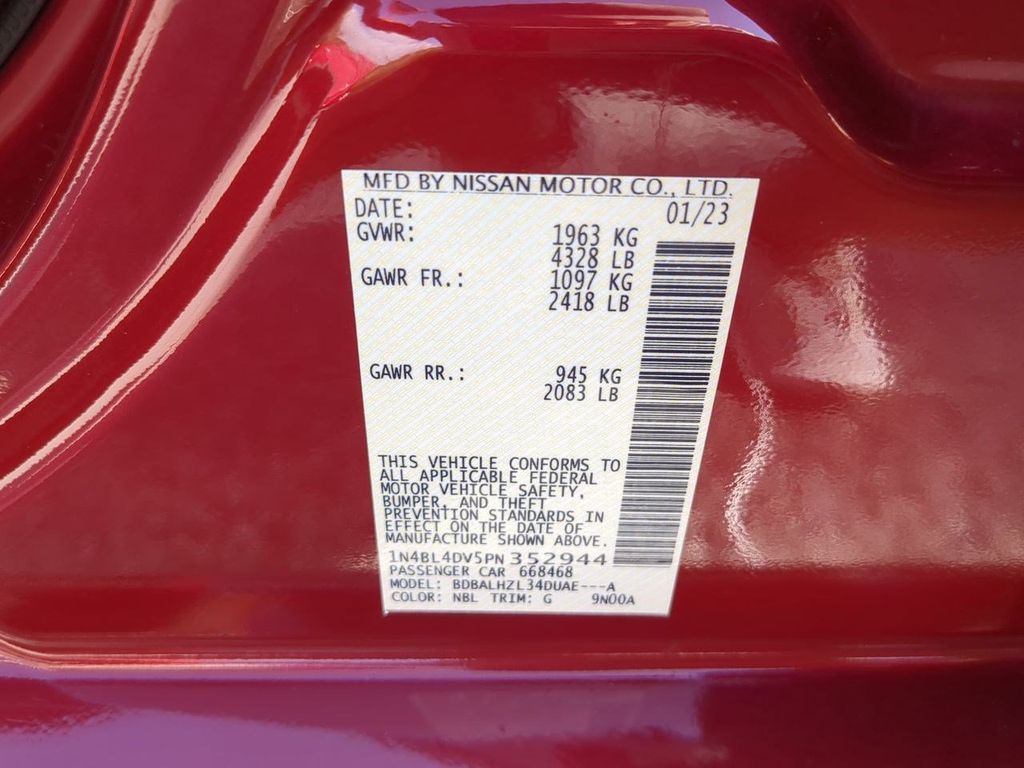 MFD BY NISSAN MOTOR CO., LTD.
DATE: 01/23
GVWR: 1963 KG
4328 LB
GAWR FR.: 1097 KG
2418 LB
GAWR RR.: 945 KG
2083 LB
THIS VEHICLE CONFORMS TO
ALL APPLICABLE FEDERAL
MOTOR VEHICLE SAFETY,
BUMPER, AND THEFT
PREVENTION STANDARDS IN
EFFECT ON THE DATE OF
MANUFACTURE SHOWN ABOVE.
1N4BL4DV5PN352944
PASSENGER CAR 668468
MODEL: BDBALHZL34DUAE---A
COLOR: NBL TRIM: G 9N00A